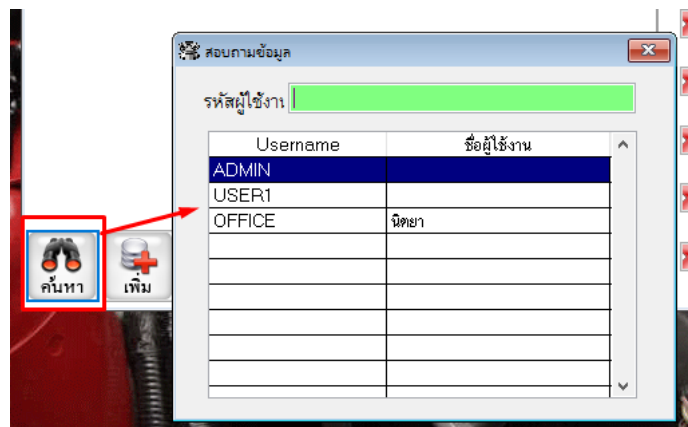 สอบถามข้อมูล
รหัสผู้ใช้งาน
Username ชื่อผู้ใช้งาน
ADMIN
USER1
OFFICE นิตยา
ค้นหา เพิ่ม